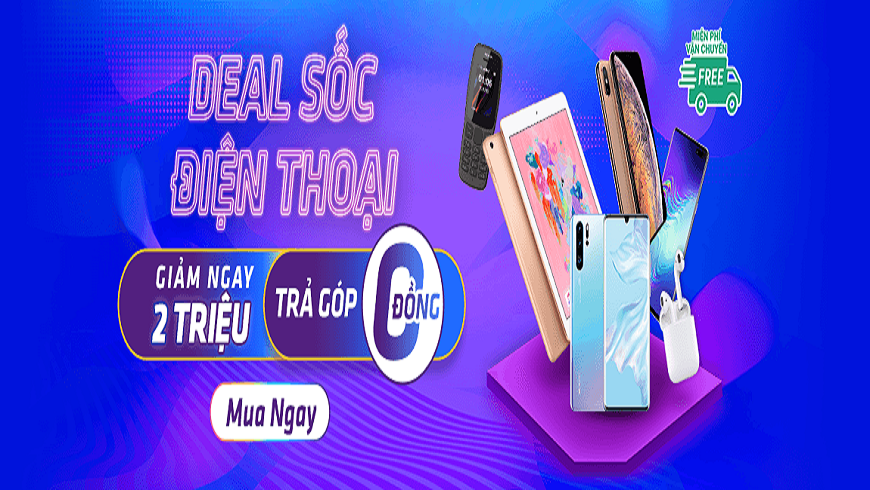 DEAL SỐC
ĐIỆN THOẠI
GIẢM NGAY
2 TRIỆU
TRẢ GÓP
0
ĐỒNG
Mua Ngay
MIỄN PHÍ
VẬN CHUYỂN
FREE